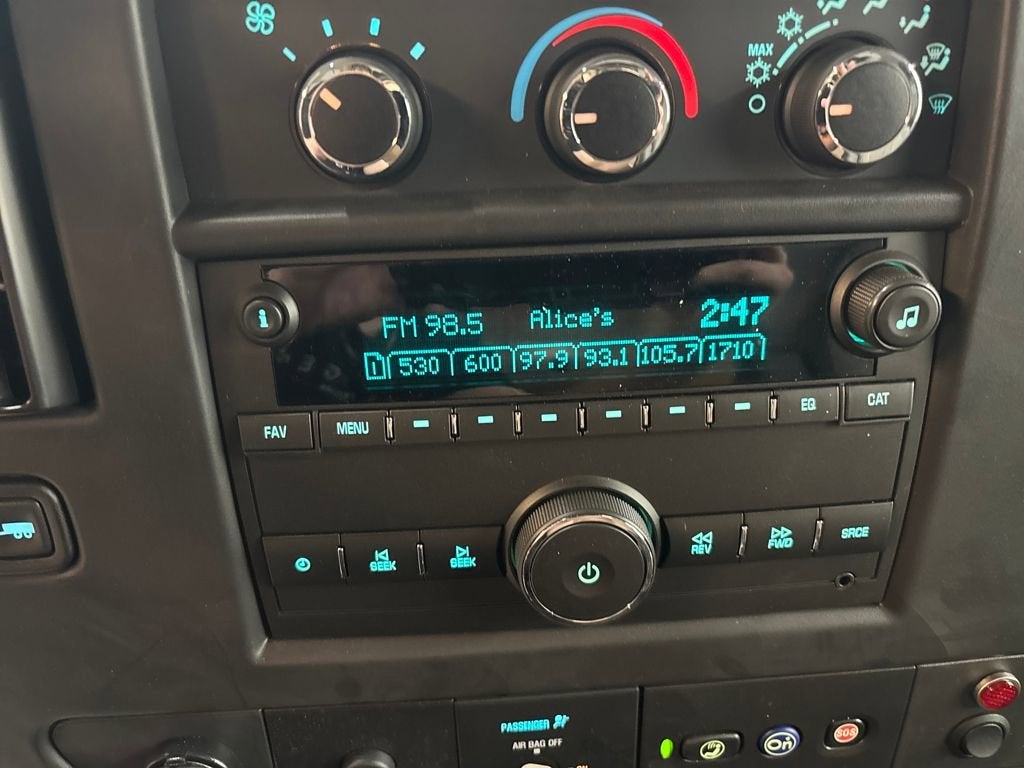 MAX
FM 98.5 Alice's 2:47
1 530 600 97.9 93.1 105.7 1710
FAV MENU EQ CAT
SEEK SEEK REV FWD SRCE
PASSENGER
AIR BAG OFF
On SOS